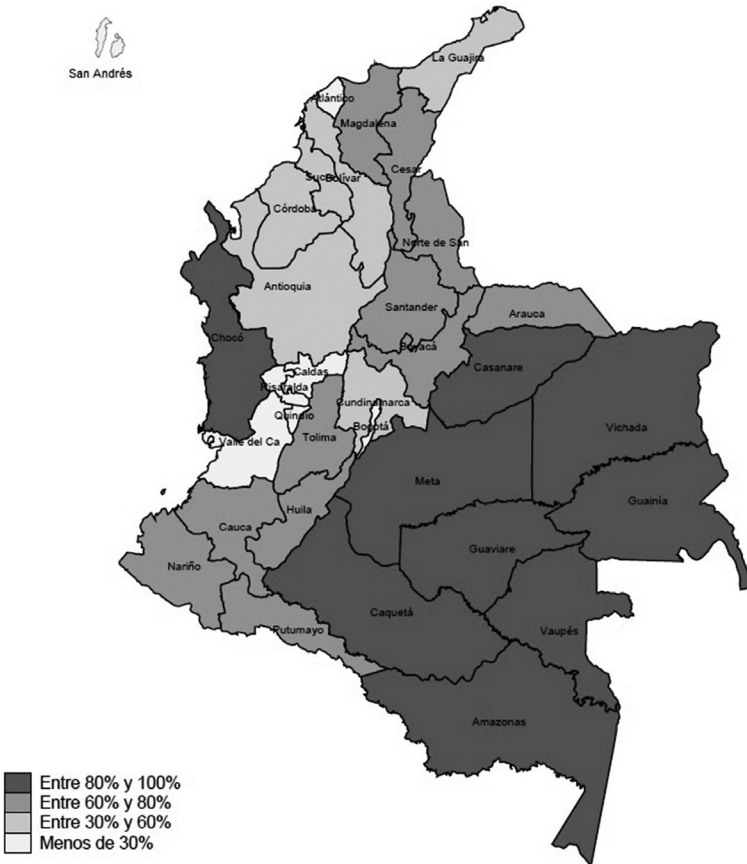 San Andrés
La Guajira
Atlántico
Magdalena
Cesar
Sucre
Bolívar
Córdoba
Norte de San
Antioquia
Santander
Arauca
Chocó
Boyacá
Caldas
Casanare
Risaralda
Cundinamarca
Quindío
Bogotá
Vichada
Valle del Ca
Tolima
Meta
Guainía
Huila
Cauca
Guaviare
Nariño
Caquetá
Putumayo
Vaupés
Amazonas
Entre 80% y 100%
Entre 60% y 80%
Entre 30% y 60%
Menos de 30%